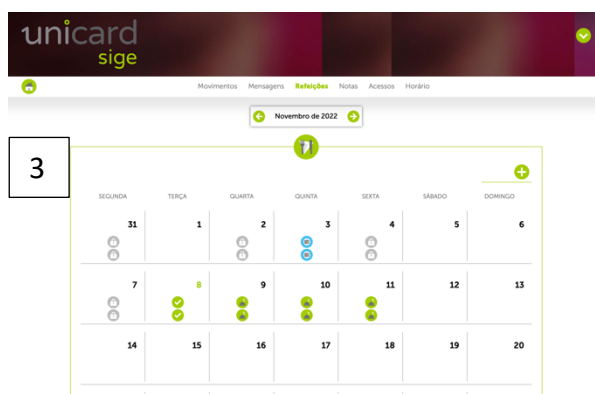 unicard
sige
Movimentos Mensagens Refeições Notas Acessos Horário
Novembro de 2022
3
SEGUNDA TERÇA QUARTA QUINTA SEXTA SÁBADO DOMINGO
31 1 2 3 4 5 6
7 8 9 10 11 12 13
14 15 16 17 18 19 20